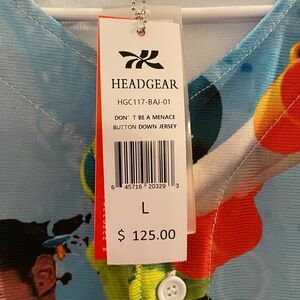 HEADGEAR
HGC117-BAJ-01
DON' T BE A MENACE
BUTTON DOWN JERSEY
6 45716 20329 3
L
$ 125.00